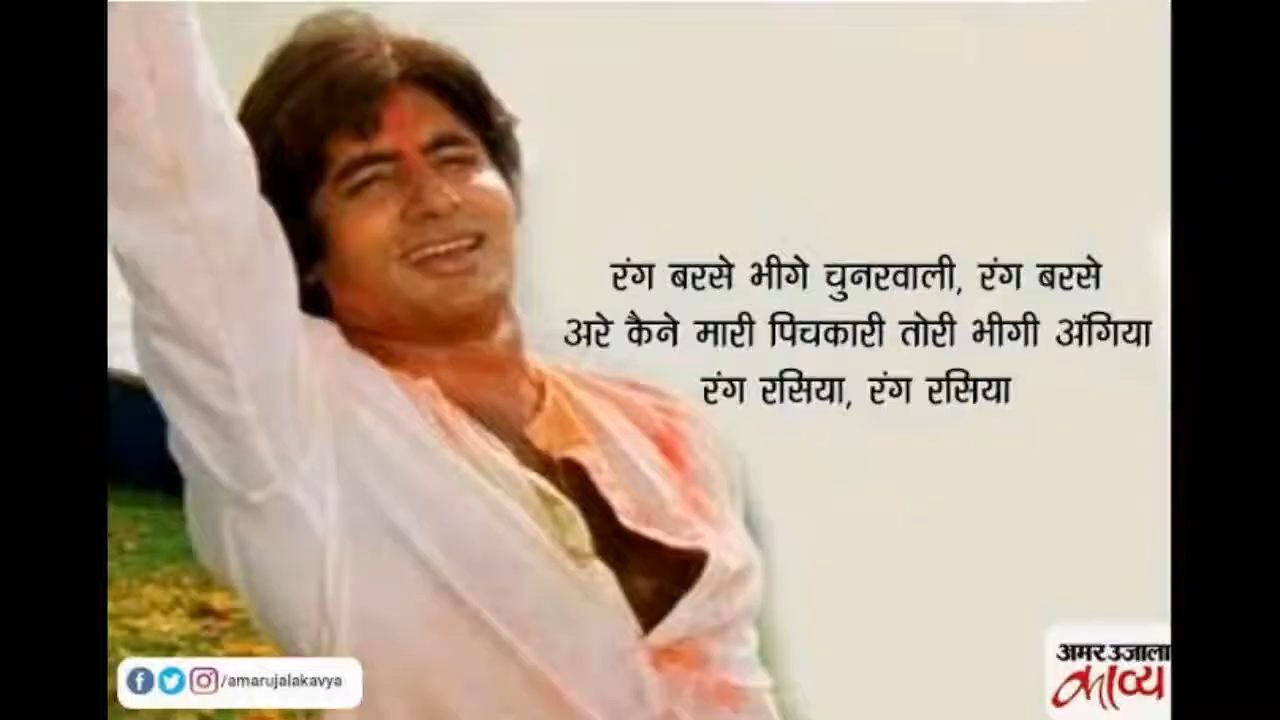 रंग बरसे भीगे चुनरवाली, रंग बरसे
अरे कैने मारी पिचकारी तोरी भीगी अंगिया
रंग रसिया, रंग रसिया
/amarujalakavya
अमर उजाला
काव्य